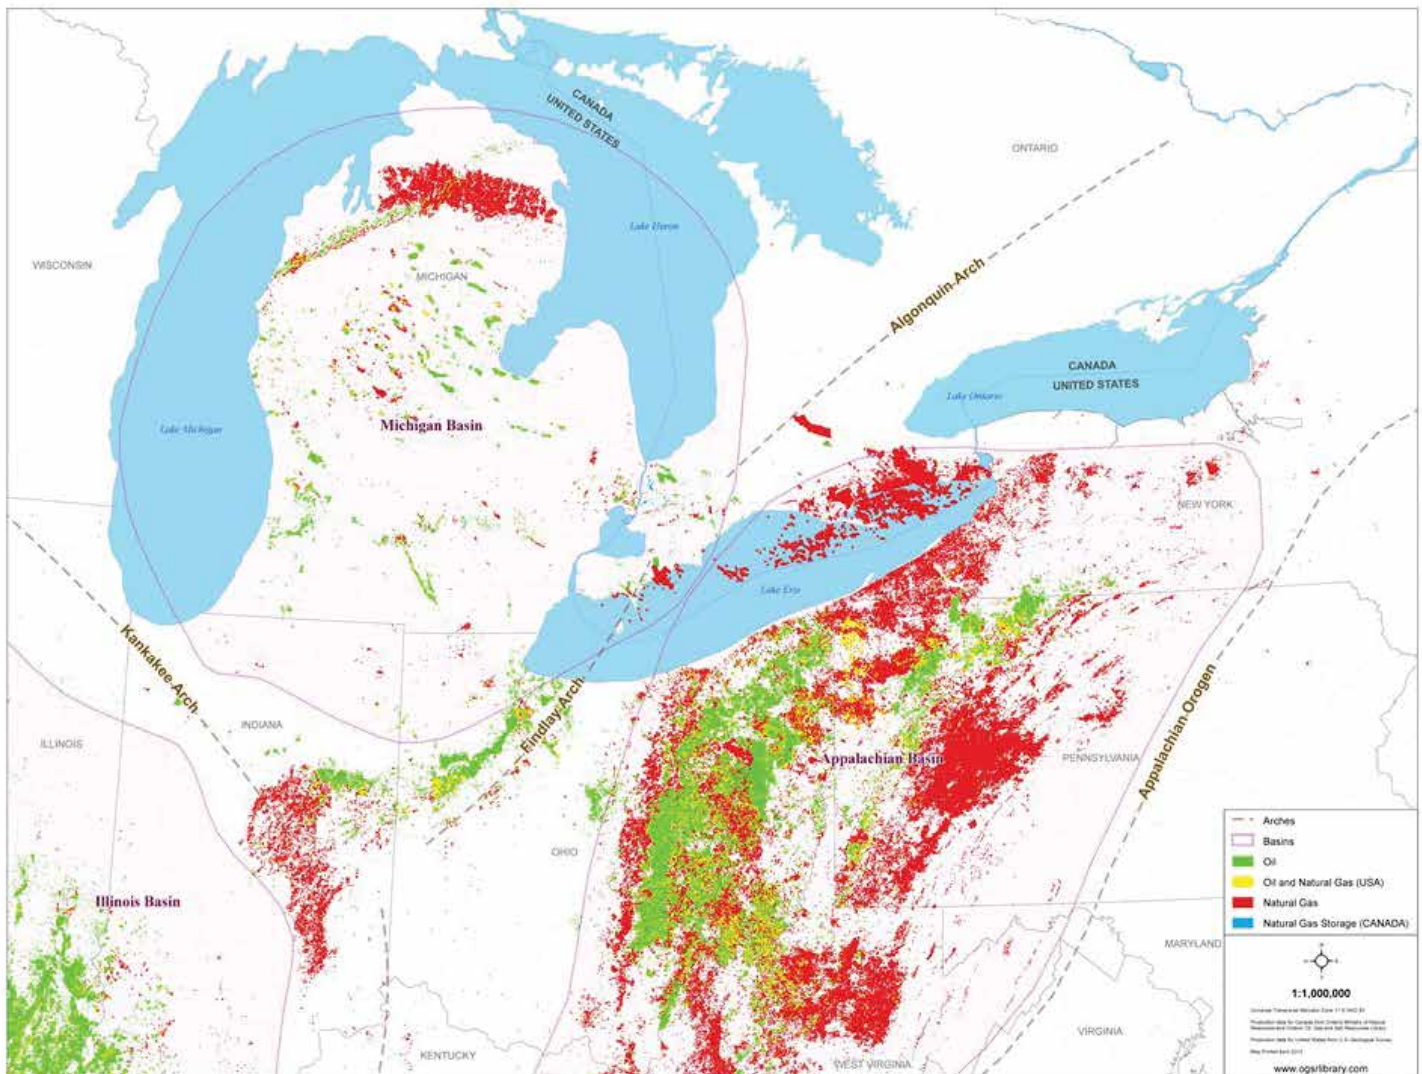 CANADA
UNITED STATES
ONTARIO
Lake Huron
WISCONSIN
MICHIGAN
Algonquin Arch
CANADA
UNITED STATES
Lake Ontario
Lake Michigan
Michigan Basin
NEW YORK
Lake Erie
Kankakee Arch
Findlay Arch
Appalachian Orogen
INDIANA
ILLINOIS
Appalachian Basin
PENNSYLVANIA
OHIO
Illinois Basin
MARYLAND
VIRGINIA
KENTUCKY
WEST VIRGINIA
Arches
Basins
Oil
Oil and Natural Gas (USA)
Natural Gas
Natural Gas Storage (CANADA)
1:1,000,000
www.ogsrlibrary.com